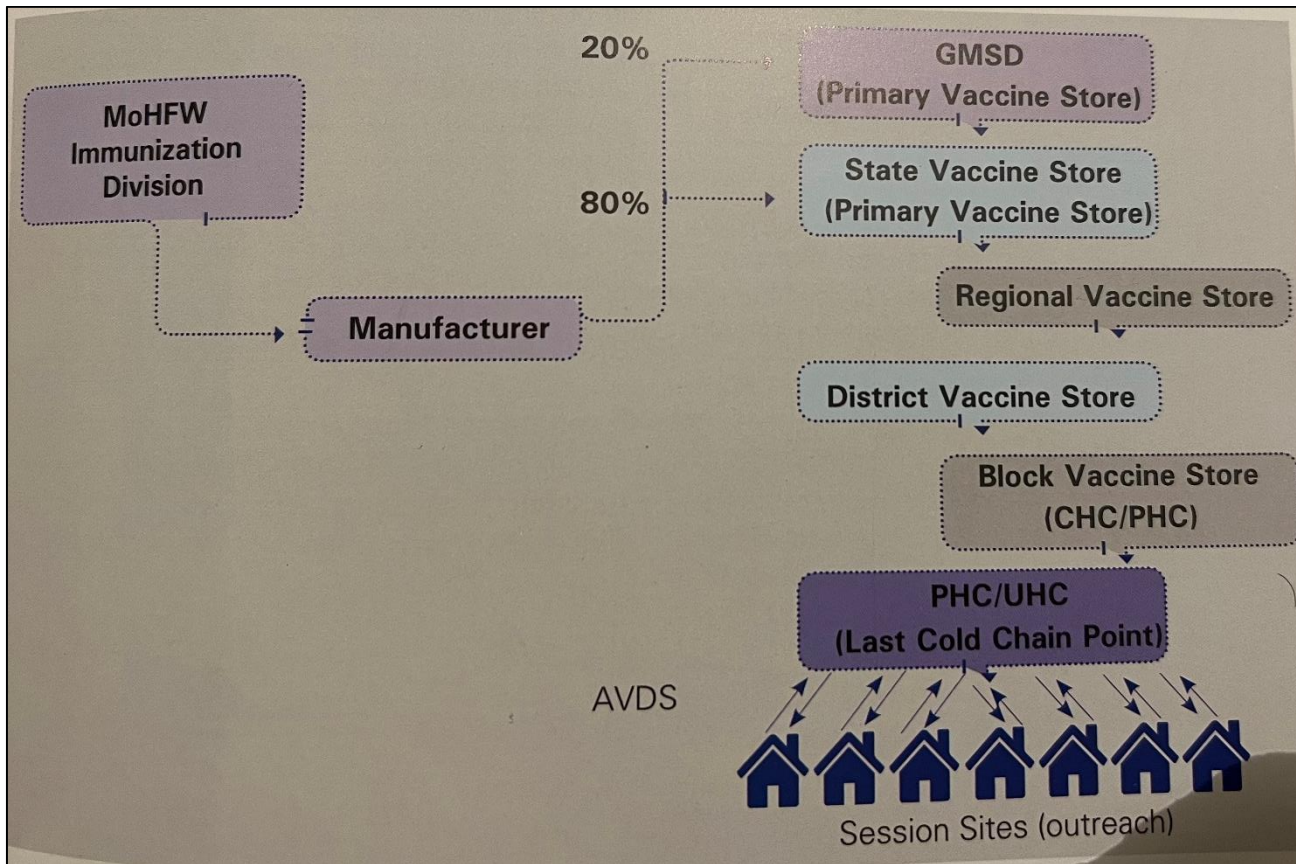 MoHFW
Immunization
Division
Manufacturer
20%
80%
GMSD
(Primary Vaccine Store)
State Vaccine Store
(Primary Vaccine Store)
Regional Vaccine Store
District Vaccine Store
Block Vaccine Store
(CHC/PHC)
PHC/UHC
(Last Cold Chain Point)
AVDS
Session Sites (outreach)